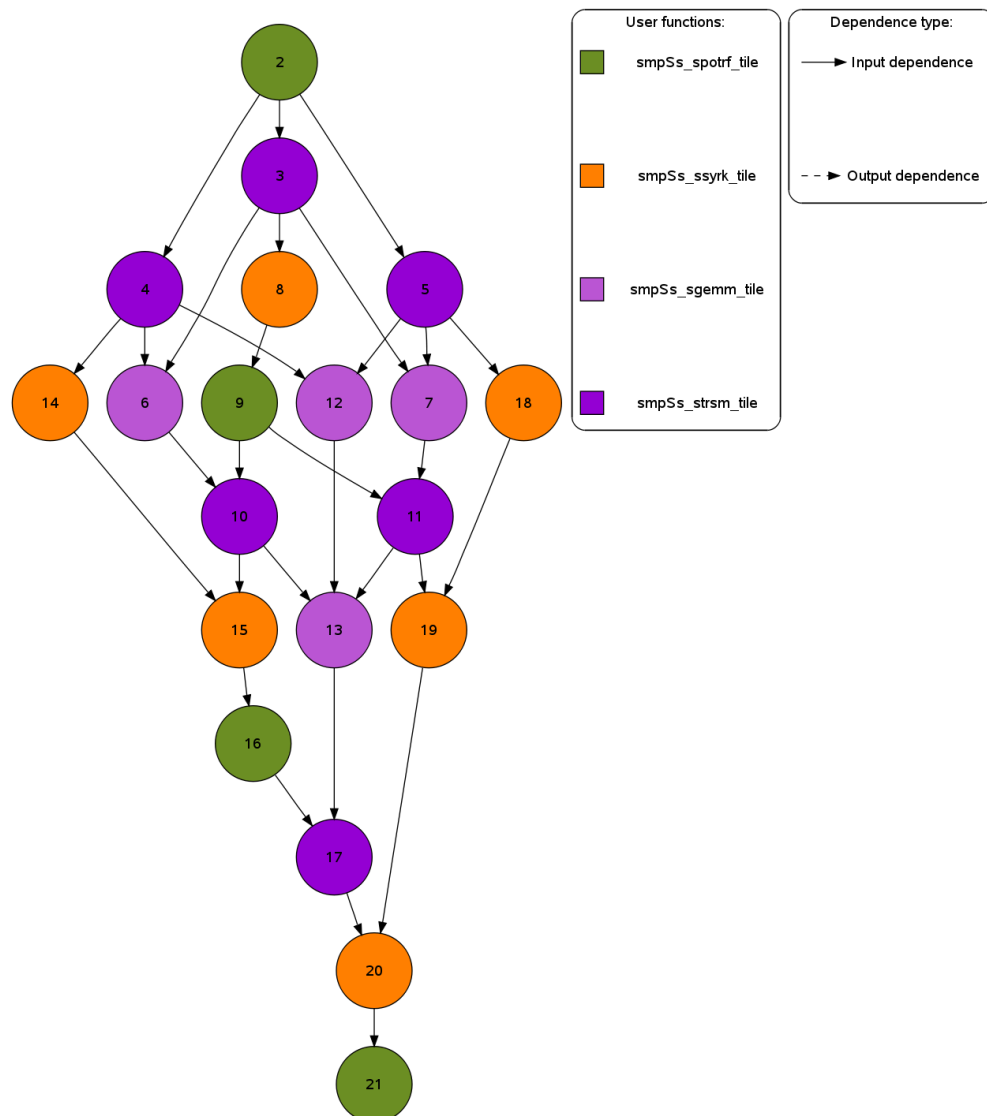 User functions:
Dependence type:
2
smpSs_spotrf_tile
Input dependence
3
smpSs_ssyrk_tile
Output dependence
4
8
5
smpSs_sgemm_tile
14
6
9
12
7
18
smpSs_strsm_tile
10
11
15
13
19
16
17
20
21